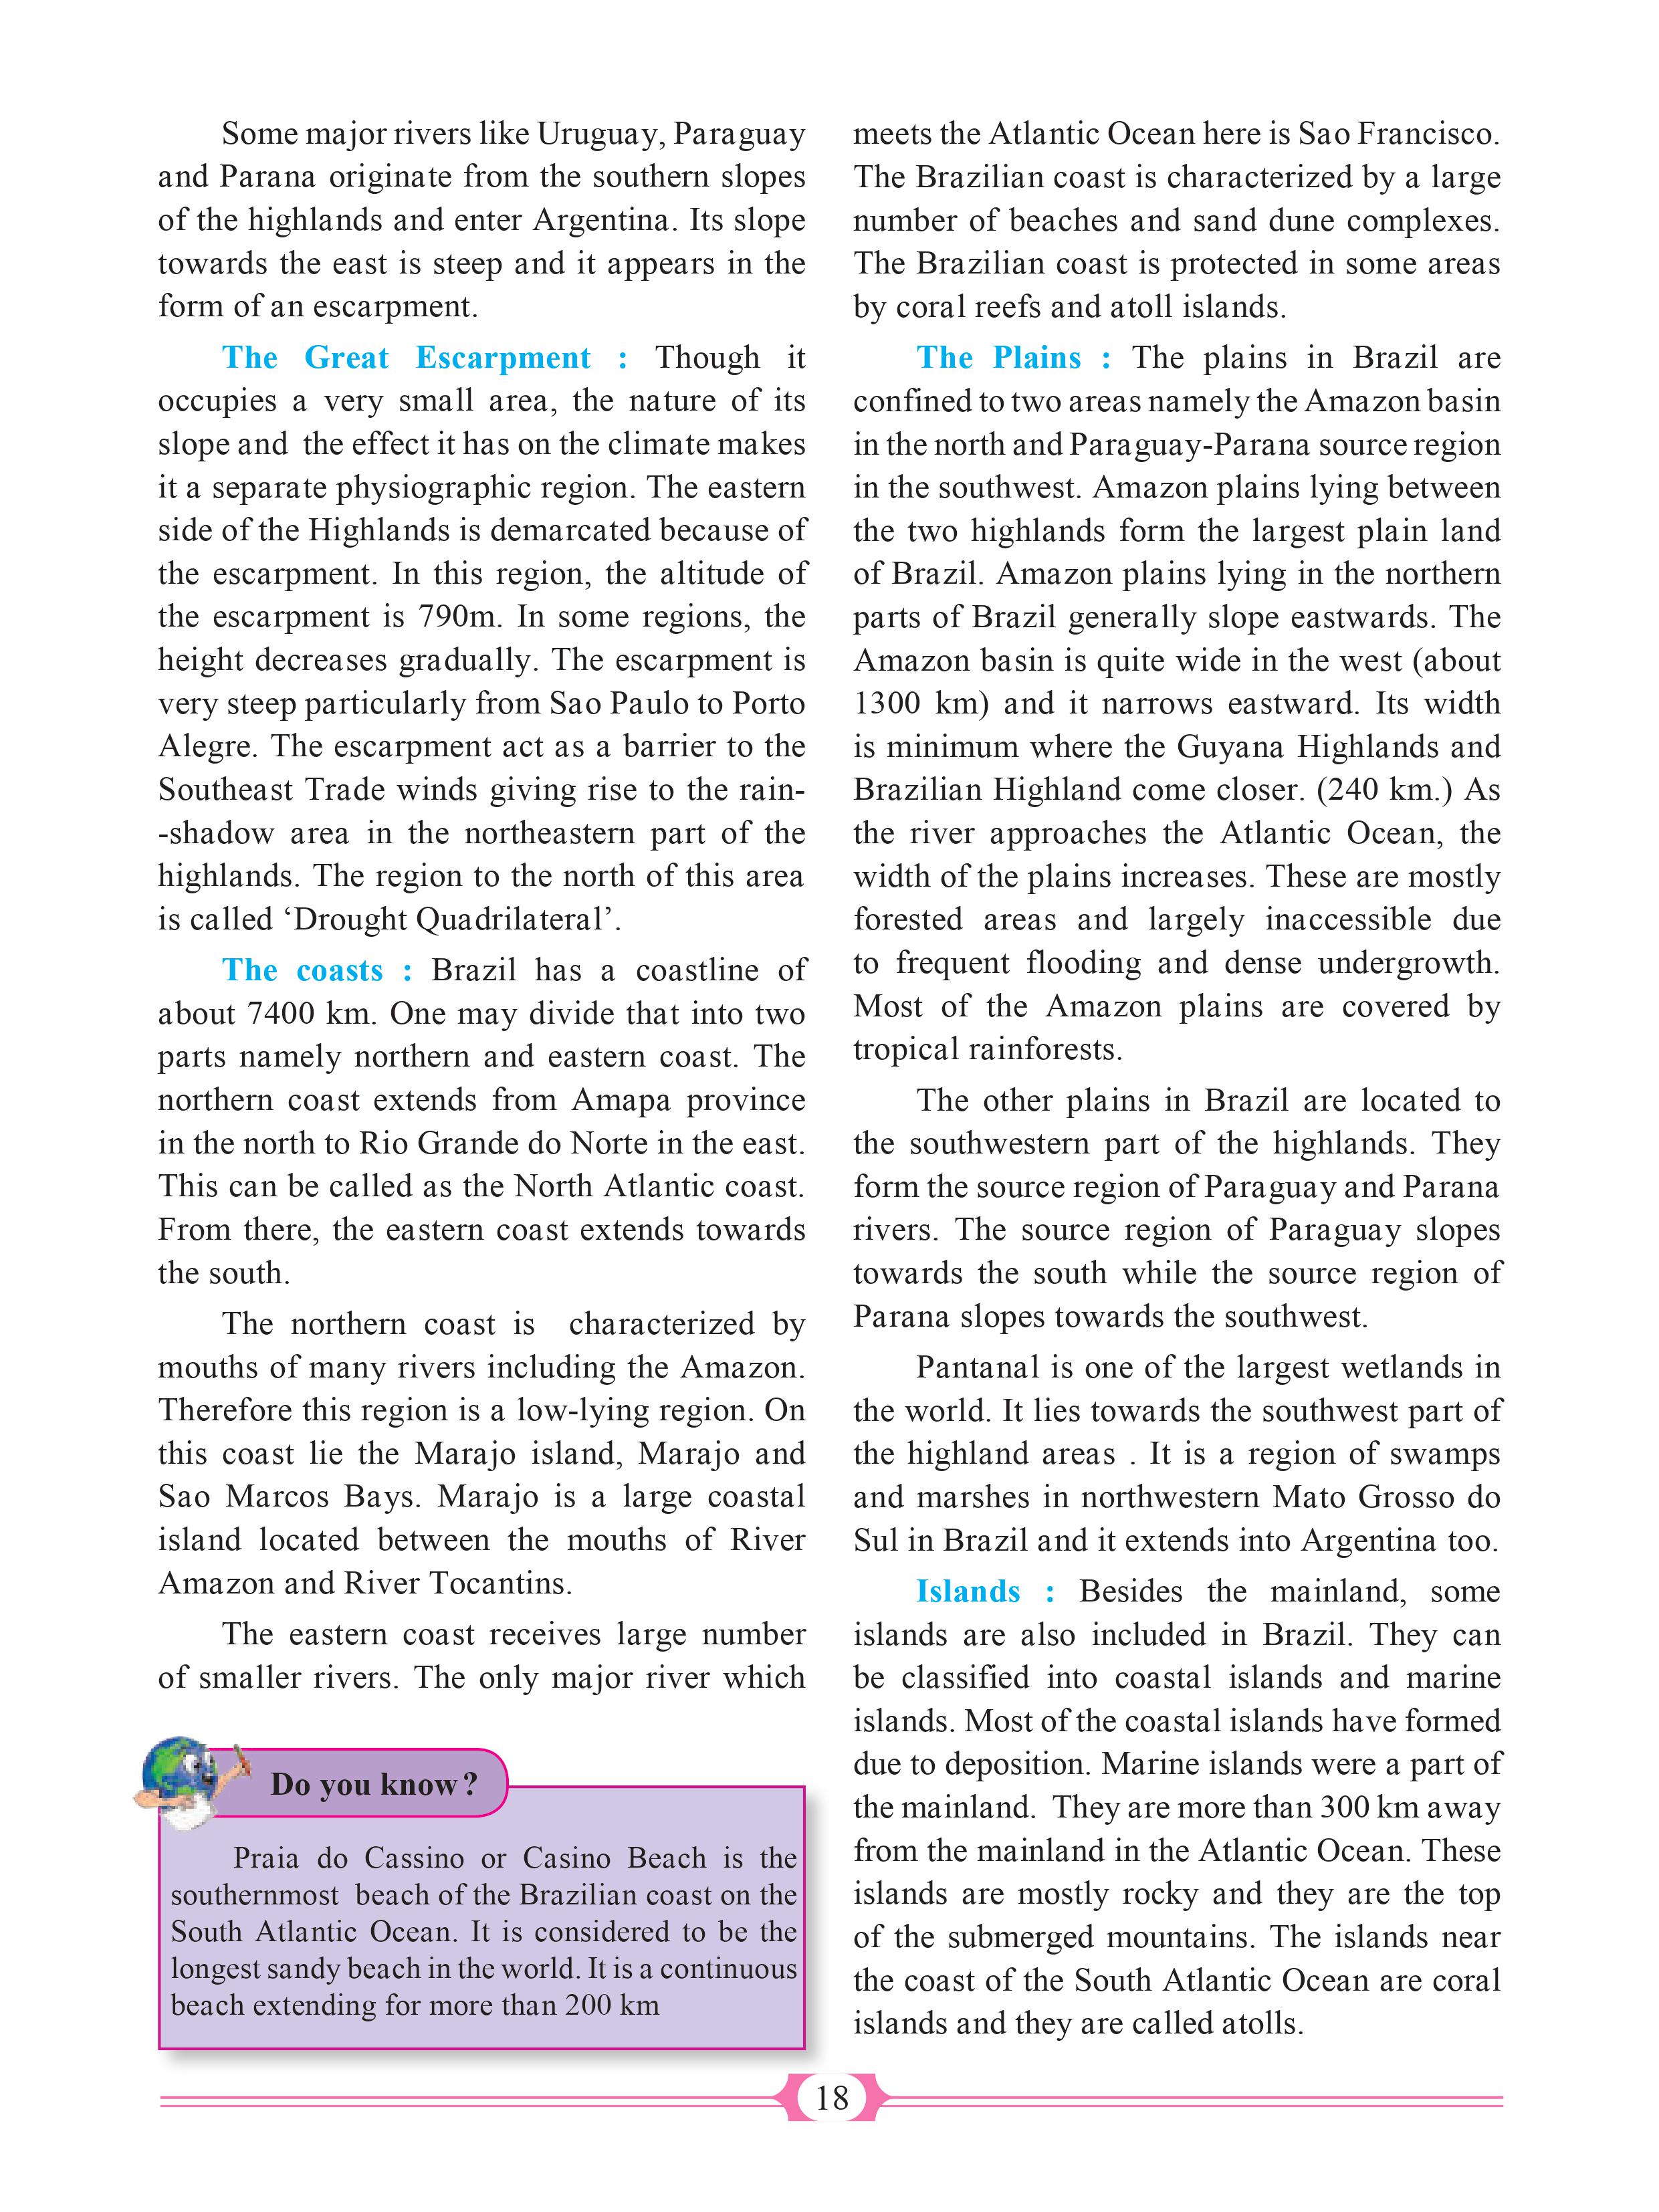 Some major rivers like Uruguay, Paraguay
and Parana originate from the southern slopes
of the highlands and enter Argentina. Its slope
towards the east is steep and it appears in the
form of an escarpment.
The Great Escarpment : Though it
occupies a very small area, the nature of its
slope and the effect it has on the climate makes
it a separate physiographic region. The eastern
side of the Highlands is demarcated because of
the escarpment. In this region, the altitude of
the escarpment is 790m. In some regions, the
height decreases gradually. The escarpment is
very steep particularly from Sao Paulo to Porto
Alegre. The escarpment act as a barrier to the
Southeast Trade winds giving rise to the rain-
-shadow area in the northeastern part of the
highlands. The region to the north of this area
is called ‘Drought Quadrilateral’.
The coasts : Brazil has a coastline of
about 7400 km. One may divide that into two
parts namely northern and eastern coast. The
northern coast extends from Amapa province
in the north to Rio Grande do Norte in the east.
This can be called as the North Atlantic coast.
From there, the eastern coast extends towards
the south.
The northern coast is characterized by
mouths of many rivers including the Amazon.
Therefore this region is a low-lying region. On
this coast lie the Marajo island, Marajo and
Sao Marcos Bays. Marajo is a large coastal
island located between the mouths of River
Amazon and River Tocantins.
The eastern coast receives large number
of smaller rivers. The only major river which
Do you know ?
Praia do Cassino or Casino Beach is the
southernmost beach of the Brazilian coast on the
South Atlantic Ocean. It is considered to be the
longest sandy beach in the world. It is a continuous
beach extending for more than 200 km
meets the Atlantic Ocean here is Sao Francisco.
The Brazilian coast is characterized by a large
number of beaches and sand dune complexes.
The Brazilian coast is protected in some areas
by coral reefs and atoll islands.
The Plains : The plains in Brazil are
confined to two areas namely the Amazon basin
in the north and Paraguay-Parana source region
in the southwest. Amazon plains lying between
the two highlands form the largest plain land
of Brazil. Amazon plains lying in the northern
parts of Brazil generally slope eastwards. The
Amazon basin is quite wide in the west (about
1300 km) and it narrows eastward. Its width
is minimum where the Guyana Highlands and
Brazilian Highland come closer. (240 km.) As
the river approaches the Atlantic Ocean, the
width of the plains increases. These are mostly
forested areas and largely inaccessible due
to frequent flooding and dense undergrowth.
Most of the Amazon plains are covered by
tropical rainforests.
The other plains in Brazil are located to
the southwestern part of the highlands. They
form the source region of Paraguay and Parana
rivers. The source region of Paraguay slopes
towards the south while the source region of
Parana slopes towards the southwest.
Pantanal is one of the largest wetlands in
the world. It lies towards the southwest part of
the highland areas . It is a region of swamps
and marshes in northwestern Mato Grosso do
Sul in Brazil and it extends into Argentina too.
Islands : Besides the mainland, some
islands are also included in Brazil. They can
be classified into coastal islands and marine
islands. Most of the coastal islands have formed
due to deposition. Marine islands were a part of
the mainland. They are more than 300 km away
from the mainland in the Atlantic Ocean. These
islands are mostly rocky and they are the top
of the submerged mountains. The islands near
the coast of the South Atlantic Ocean are coral
islands and they are called atolls.
18